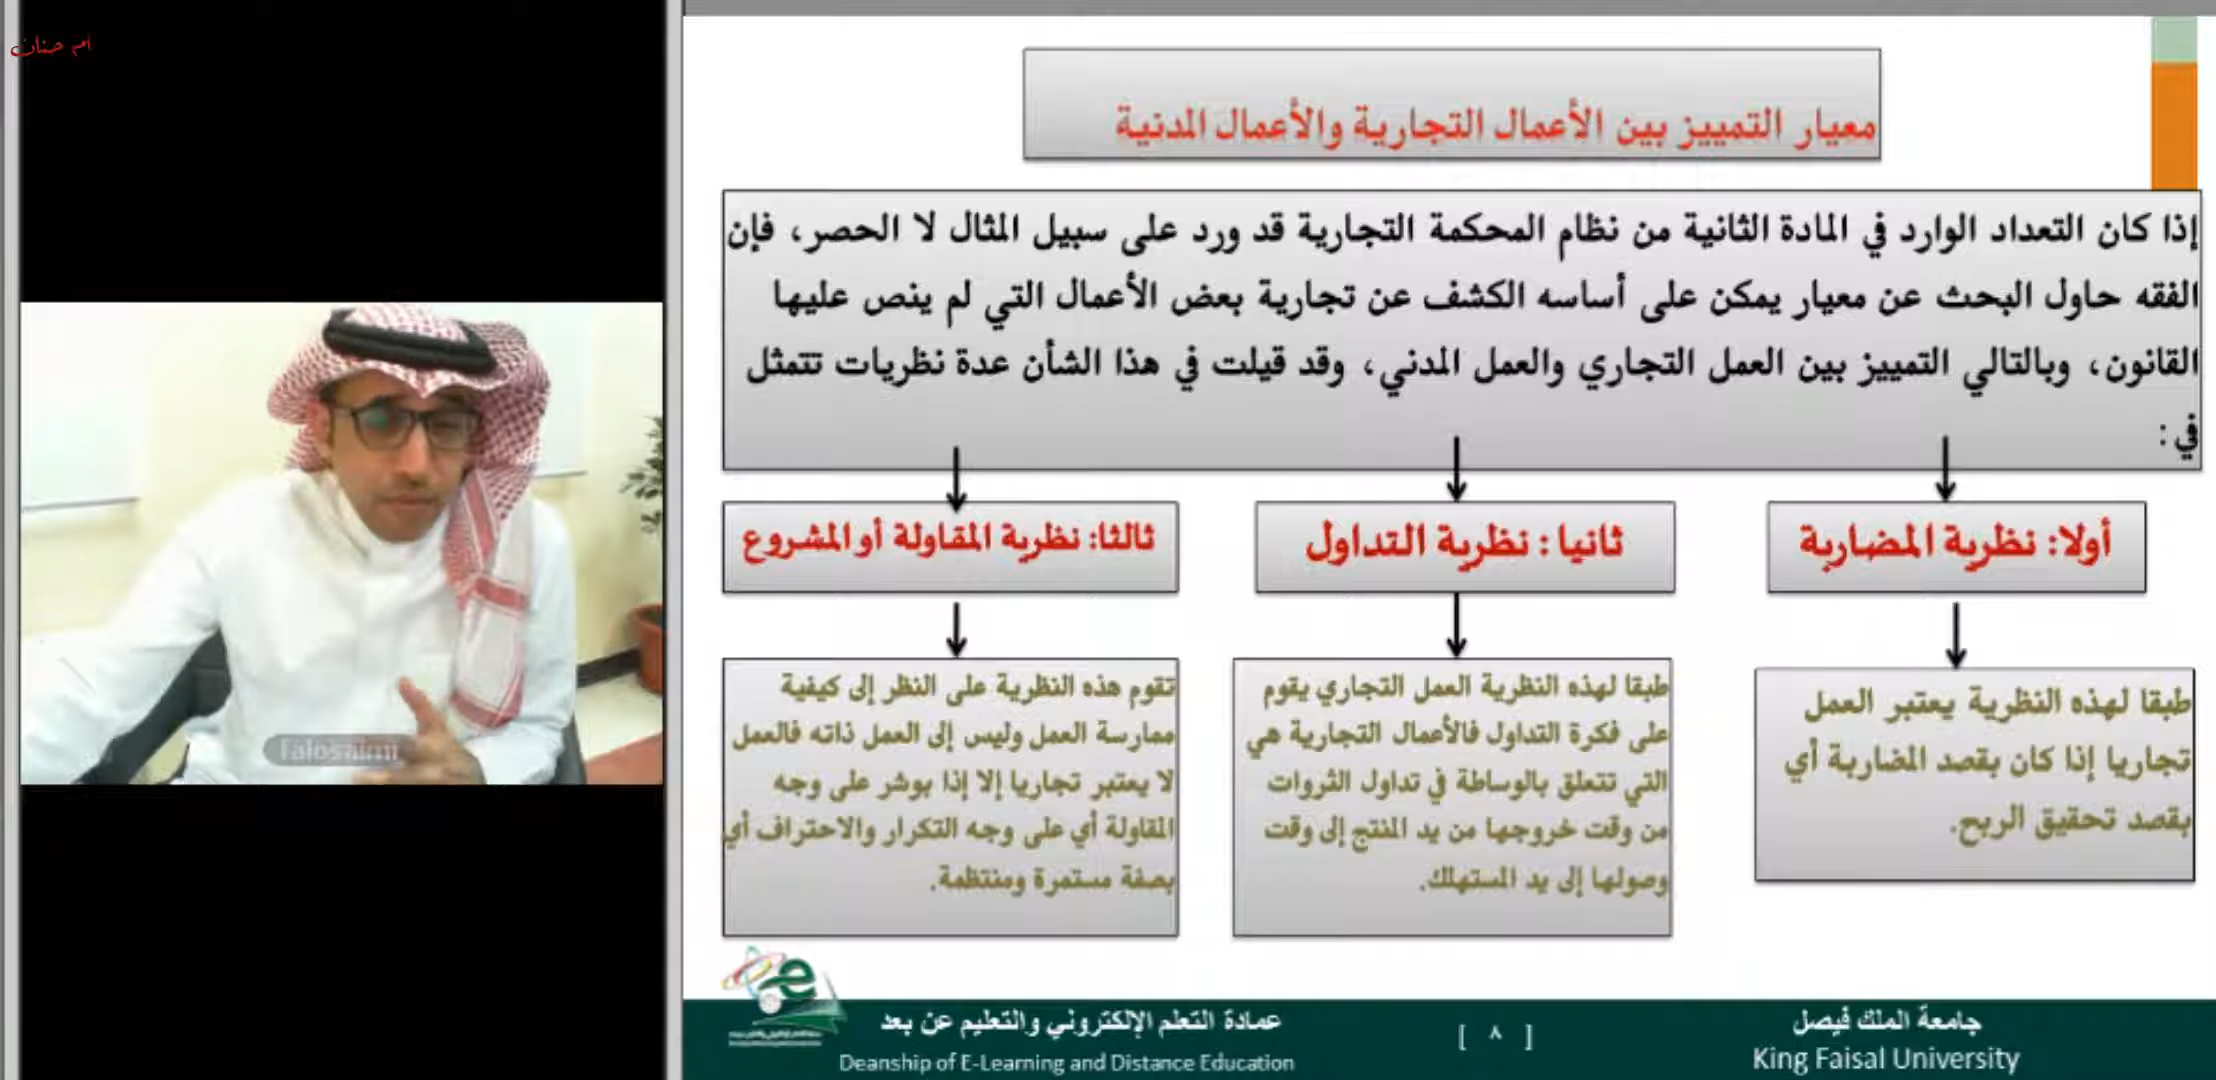 ام حنان
معيار التمييز بين الأعمال التجارية والأعمال المدنية
إذا كان التعداد الوارد في المادة الثانية من نظام المحكمة التجارية قد ورد على سبيل المثال لا الحصر، فإن
الفقه حاول البحث عن معيار يمكن على أساسه الكشف عن تجارية بعض الأعمال التي لم ينص عليها
القانون، وبالتالي التمييز بين العمل التجاري والعمل المدني، وقد قيلت في هذا الشأن عدة نظريات تتمثل
في :
أولا: نظرية المضاربة
طبقا لهذه النظرية يعتبر العمل
تجاريا إذا كان بقصد المضاربة أي
بقصد تحقيق الربح.
ثانيا : نظرية التداول
طبقا لهذه النظرية العمل التجاري يقوم
على فكرة التداول فالأعمال التجارية هي
التي تتعلق بالوساطة في تداول الثروات
من وقت خروجها من يد المنتج إلى وقت
وصولها إلى يد المستهلك.
ثالثا: نظرية المقاولة أو المشروع
تقوم هذه النظرية على النظر إلى كيفية
ممارسة العمل وليس إلى العمل ذاته فالعمل
لا يعتبر تجاريا إلا إذا بوشر على وجه
المقاولة أي على وجه التكرار والاحتراف أي
بصفة مستمرة ومنتظمة.
falosaimi
جامعة الملك فيصل
King Faisal University
[ ٨ ]
عمادة التعلم الإلكتروني والتعليم عن بعد
Deanship of E-Learning and Distance Education